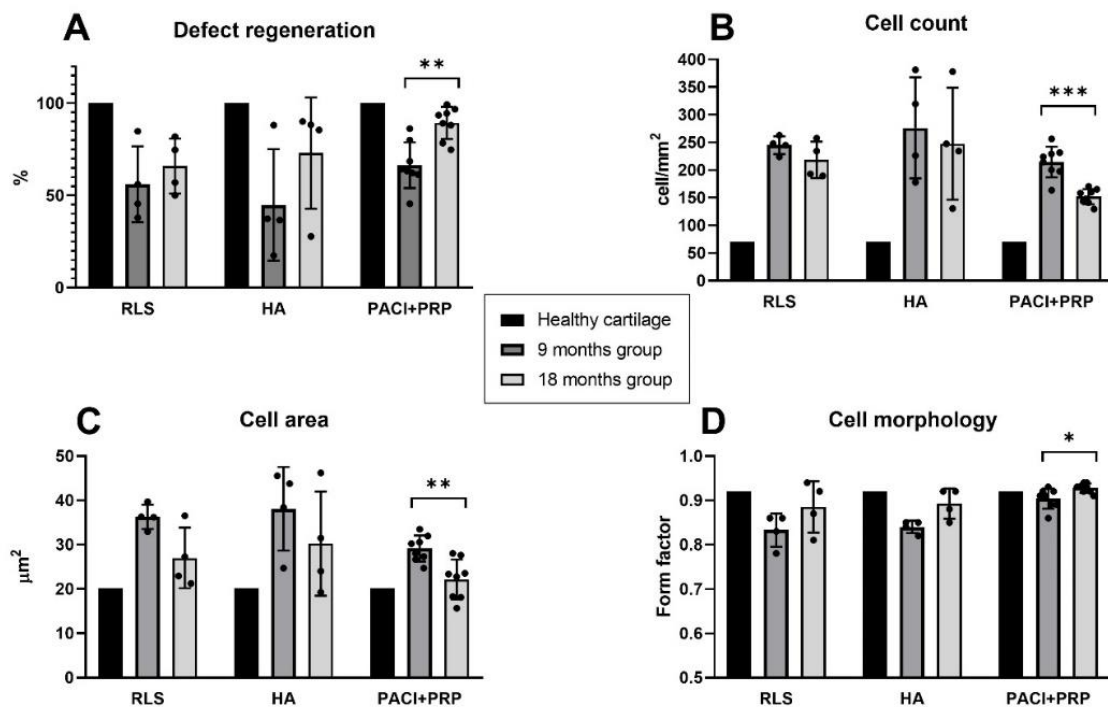 A
Defect regeneration
100
50
0
%
**
RLS
HA
PACI+PRP
B
Cell count
400
350
300
250
200
150
100
50
0
cell/mm²
***
RLS
HA
PACI+PRP
Healthy cartilage
9 months group
18 months group
C
Cell area
50
40
30
20
10
0
μm²
**
RLS
HA
PACI+PRP
D
Cell morphology
1.0
0.9
0.8
0.7
0.6
0.5
Form factor
*
RLS
HA
PACI+PRP